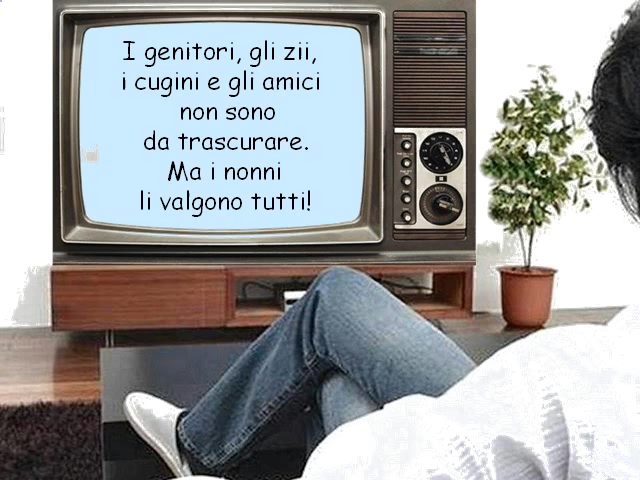 I genitori, gli zii,
i cugini e gli amici
non sono
da trascurare.
Ma i nonni
li valgono tutti!